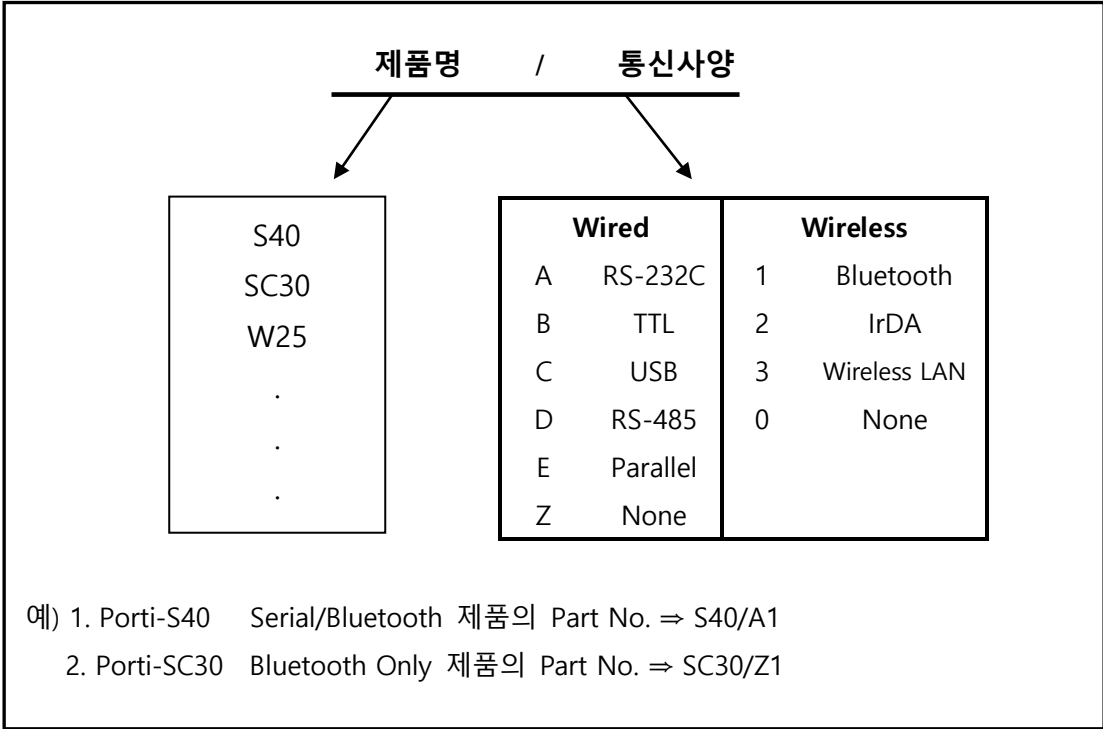 제품명 / 통신사양
S40
SC30
W25
.
.
.
Wired Wireless
A RS-232C 1 Bluetooth
B TTL 2 IrDA
C USB 3 Wireless LAN
D RS-485 0 None
E Parallel
Z None
예) 1. Porti-S40 Serial/Bluetooth 제품의 Part No. ⇒ S40/A1
2. Porti-SC30 Bluetooth Only 제품의 Part No. ⇒ SC30/Z1